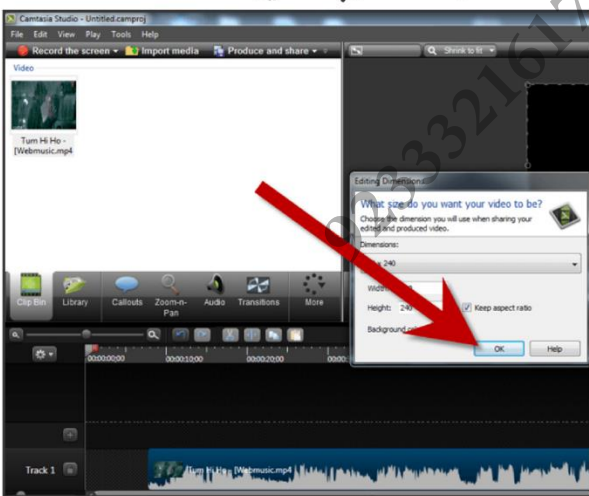 Camtasia Studio - Untitled.camproj
File Edit View Play Tools Help
Record the screen Import media Produce and share
Shrink to fit
Video
Tum Hi Ho -
[Webmusic.mp4
Editing Dimensions
What size do you want your video to be?
Choose the dimension you will use when sharing your
edited and produced video.
Dimensions:
x 240
Width:
Height: 240 Keep aspect ratio
Background
OK Help
Clip Bin Library Callouts Zoom-n-
Pan Audio Transitions More
00:00:00;00 00:00:10;00 00:00:20;00
Track 1 Tum Hi Ho - [Webmusic.mp4